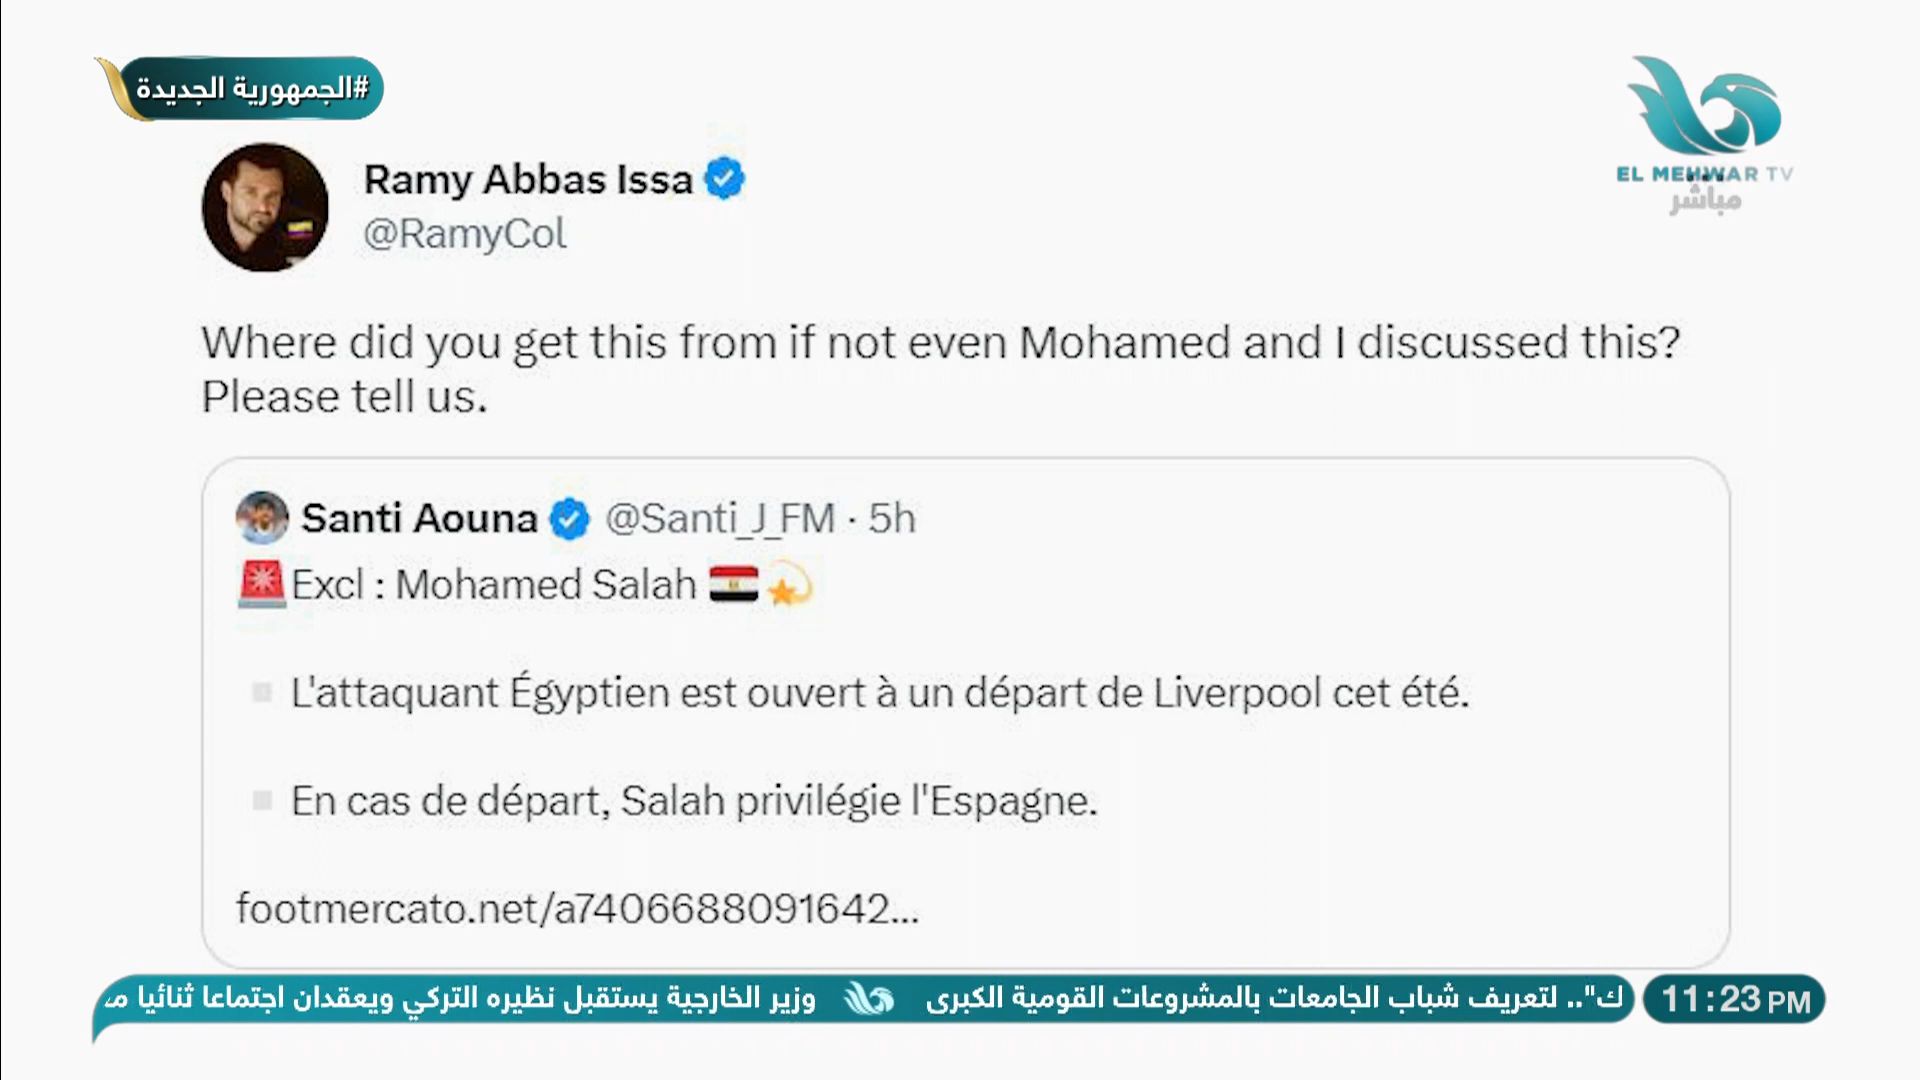 #الجمهورية الجديدة
EL MEHWAR TV
مباشر
Ramy Abbas Issa
@RamyCol
Where did you get this from if not even Mohamed and I discussed this?
Please tell us.
Santi Aouna @Santi_J_FM · 5h
Excl : Mohamed Salah
L'attaquant Égyptien est ouvert à un départ de Liverpool cet été.
En cas de départ, Salah privilégie l'Espagne.
footmercato.net/a7406688091642...
ك".. لتعريف شباب الجامعات بالمشروعات القومية الكبرى وزير الخارجية يستقبل نظيره التركي ويعقدان اجتماعا ثنائيا
11:23 PM